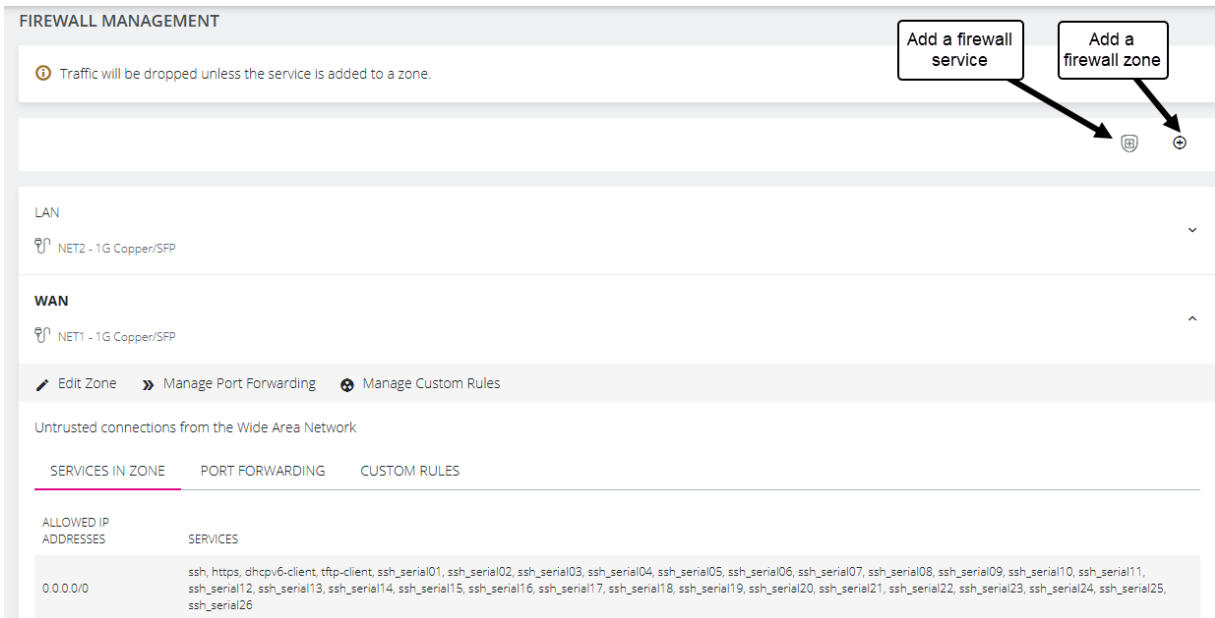 FIREWALL MANAGEMENT
Add a firewall
service
Add a
firewall zone
Traffic will be dropped unless the service is added to a zone.
LAN
NET2 - 1G Copper/SFP
WAN
NET1 - 1G Copper/SFP
Edit Zone Manage Port Forwarding Manage Custom Rules
Untrusted connections from the Wide Area Network
SERVICES IN ZONE PORT FORWARDING CUSTOM RULES
ALLOWED IP
ADDRESSES SERVICES
0.0.0.0/0
ssh, https, dhcpv6-client, tftp-client, ssh_serial01, ssh_serial02, ssh_serial03, ssh_serial04, ssh_serial05, ssh_serial06, ssh_serial07, ssh_serial08, ssh_serial09, ssh_serial10, ssh_serial11,
ssh_serial12, ssh_serial13, ssh_serial14, ssh_serial15, ssh_serial16, ssh_serial17, ssh_serial18, ssh_serial19, ssh_serial20, ssh_serial21, ssh_serial22, ssh_serial23, ssh_serial24, ssh_serial25,
ssh_serial26